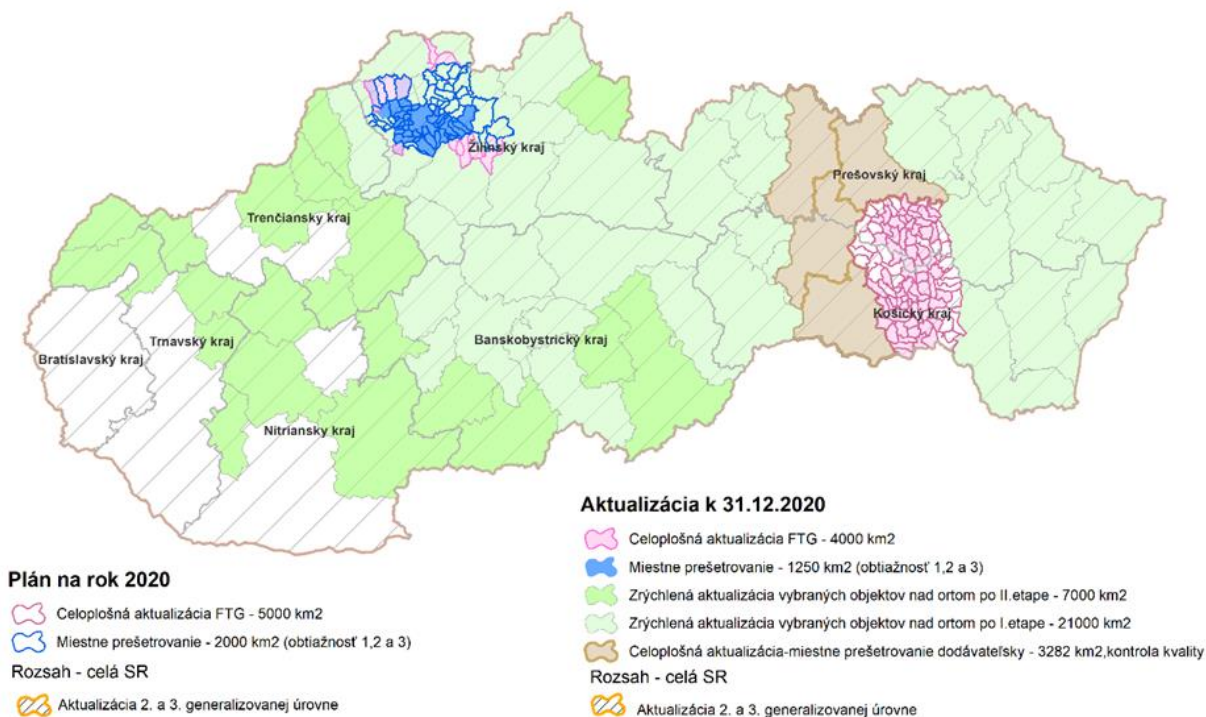 Žilinský kraj
Prešovský kraj
Trenčiansky kraj
Košický kraj
Trnavský kraj
Banskobystrický kraj
Bratislavský kraj
Nitriansky kraj
Plán na rok 2020
Celoplošná aktualizácia FTG - 5000 km2
Miestne prešetrovanie - 2000 km2 (obtiažnosť 1,2 a 3)
Rozsah - celá SR
Aktualizácia 2. a 3. generalizovanej úrovne
Aktualizácia k 31.12.2020
Celoplošná aktualizácia FTG - 4000 km2
Miestne prešetrovanie - 1250 km2 (obtiažnosť 1,2 a 3)
Zrýchlená aktualizácia vybraných objektov nad ortom po II.etape - 7000 km2
Zrýchlená aktualizácia vybraných objektov nad ortom po I.etape - 21000 km2
Celoplošná aktualizácia-miestne prešetrovanie dodávateľsky - 3282 km2,kontrola kvality
Rozsah - celá SR
Aktualizácia 2. a 3. generalizovanej úrovne